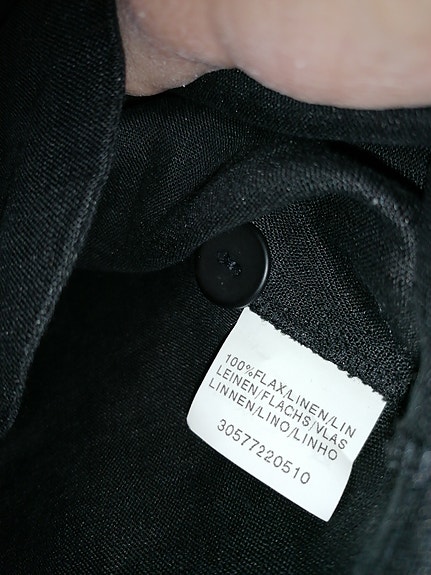 100%FLAX/LINEN/LIN
LEINEN/FLACHS/VLAS
LINNEN/LINO/LINHO
30577220510